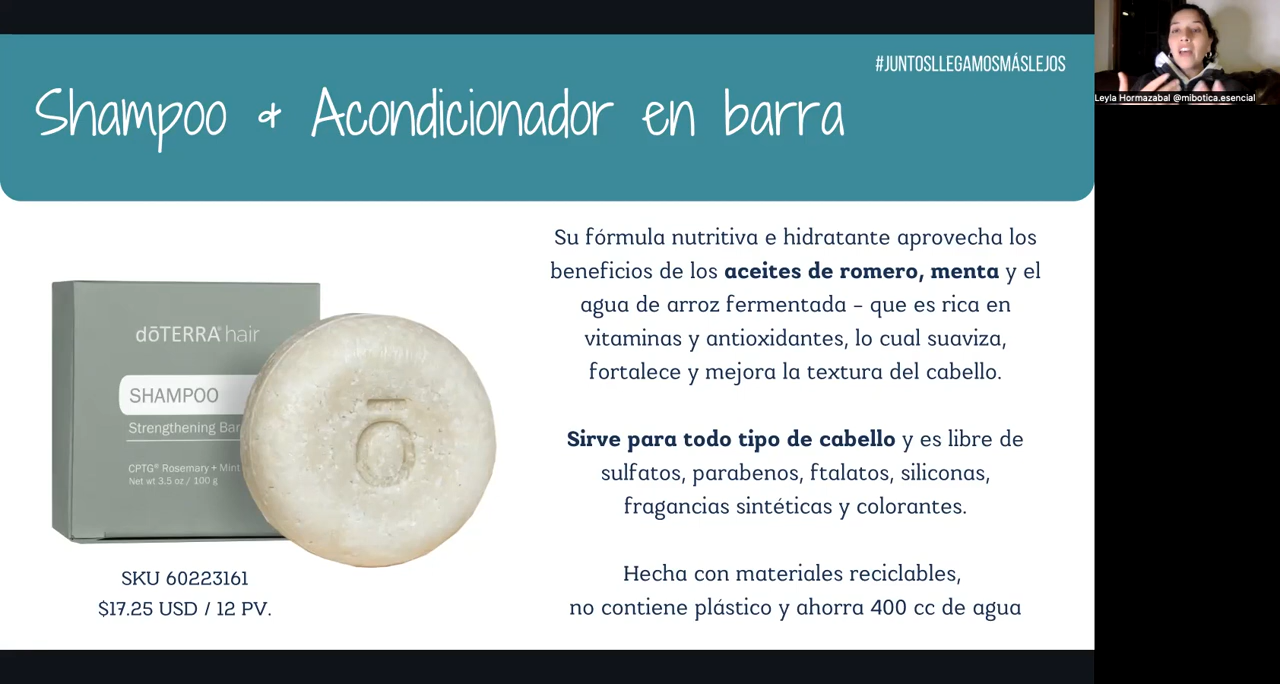 #JUNTOSLLEGAMOSMÁSLEJOS
Shampoo & Acondicionador en barra
Leyla Hormazabal @mibotica.esencial
Su fórmula nutritiva e hidratante aprovecha los
beneficios de los aceites de romero, menta y el
agua de arroz fermentada - que es rica en
vitaminas y antioxidantes, lo cual suaviza,
fortalece y mejora la textura del cabello.
Sirve para todo tipo de cabello y es libre de
sulfatos, parabenos, ftalatos, siliconas,
fragancias sintéticas y colorantes.
Hecha con materiales reciclables,
no contiene plástico y ahorra 400 cc de agua
dōTERRA® hair
SHAMPOO
Strengthening Bar
CPTG® Rosemary + Mint
Net wt 3.5 oz / 100 g
ō
SKU 60223161
$17.25 USD / 12 PV.